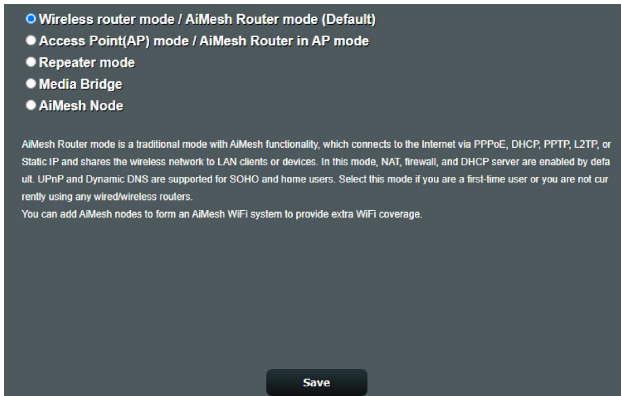 Wireless router mode / AiMesh Router mode (Default)
Access Point(AP) mode / AiMesh Router in AP mode
Repeater mode
Media Bridge
AiMesh Node
AiMesh Router mode is a traditional mode with AiMesh functionality, which connects to the Internet via PPPoE, DHCP, PPTP, L2TP, or
Static IP and shares the wireless network to LAN clients or devices. In this mode, NAT, firewall, and DHCP server are enabled by defa
ult. UPnP and Dynamic DNS are supported for SOHO and home users. Select this mode if you are a first-time user or you are not cur
rently using any wired/wireless routers.
You can add AiMesh nodes to form an AiMesh WiFi system to provide extra WiFi coverage.
Save